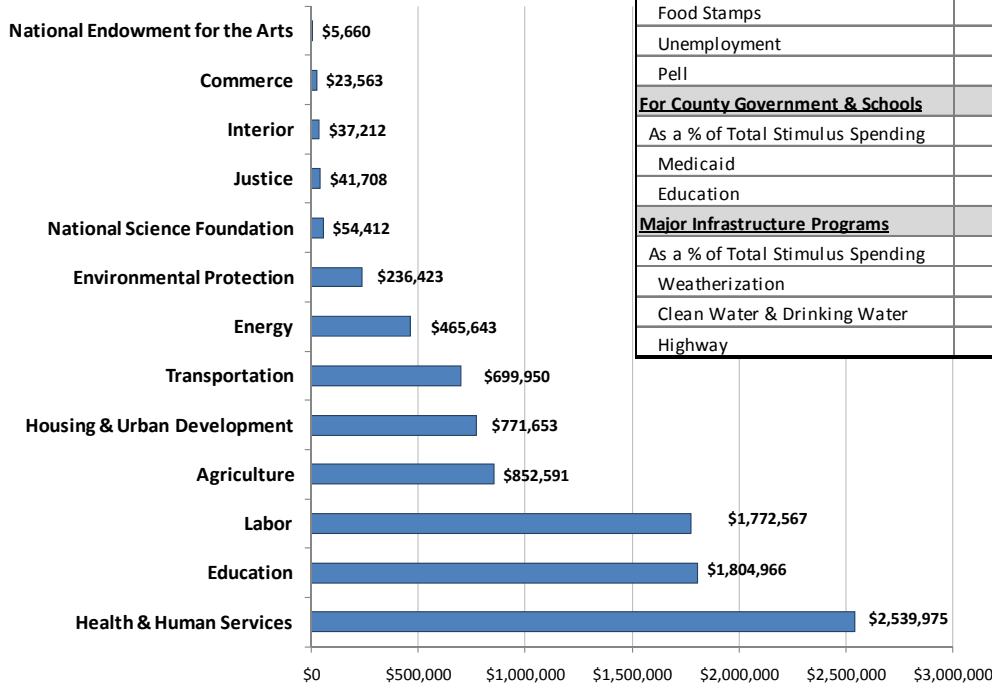 National Endowment for the Arts $5,660
Commerce $23,563
Interior $37,212
Justice $41,708
National Science Foundation $54,412
Environmental Protection $236,423
Energy $465,643
Transportation $699,950
Housing & Urban Development $771,653
Agriculture $852,591
Labor $1,772,567
Education $1,804,966
Health & Human Services $2,539,975
$0 $500,000 $1,000,000 $1,500,000 $2,000,000 $2,500,000 $3,000,000
Food Stamps
Unemployment
Pell
For County Government & Schools
As a % of Total Stimulus Spending
Medicaid
Education
Major Infrastructure Programs
As a % of Total Stimulus Spending
Weatherization
Clean Water & Drinking Water
Highway